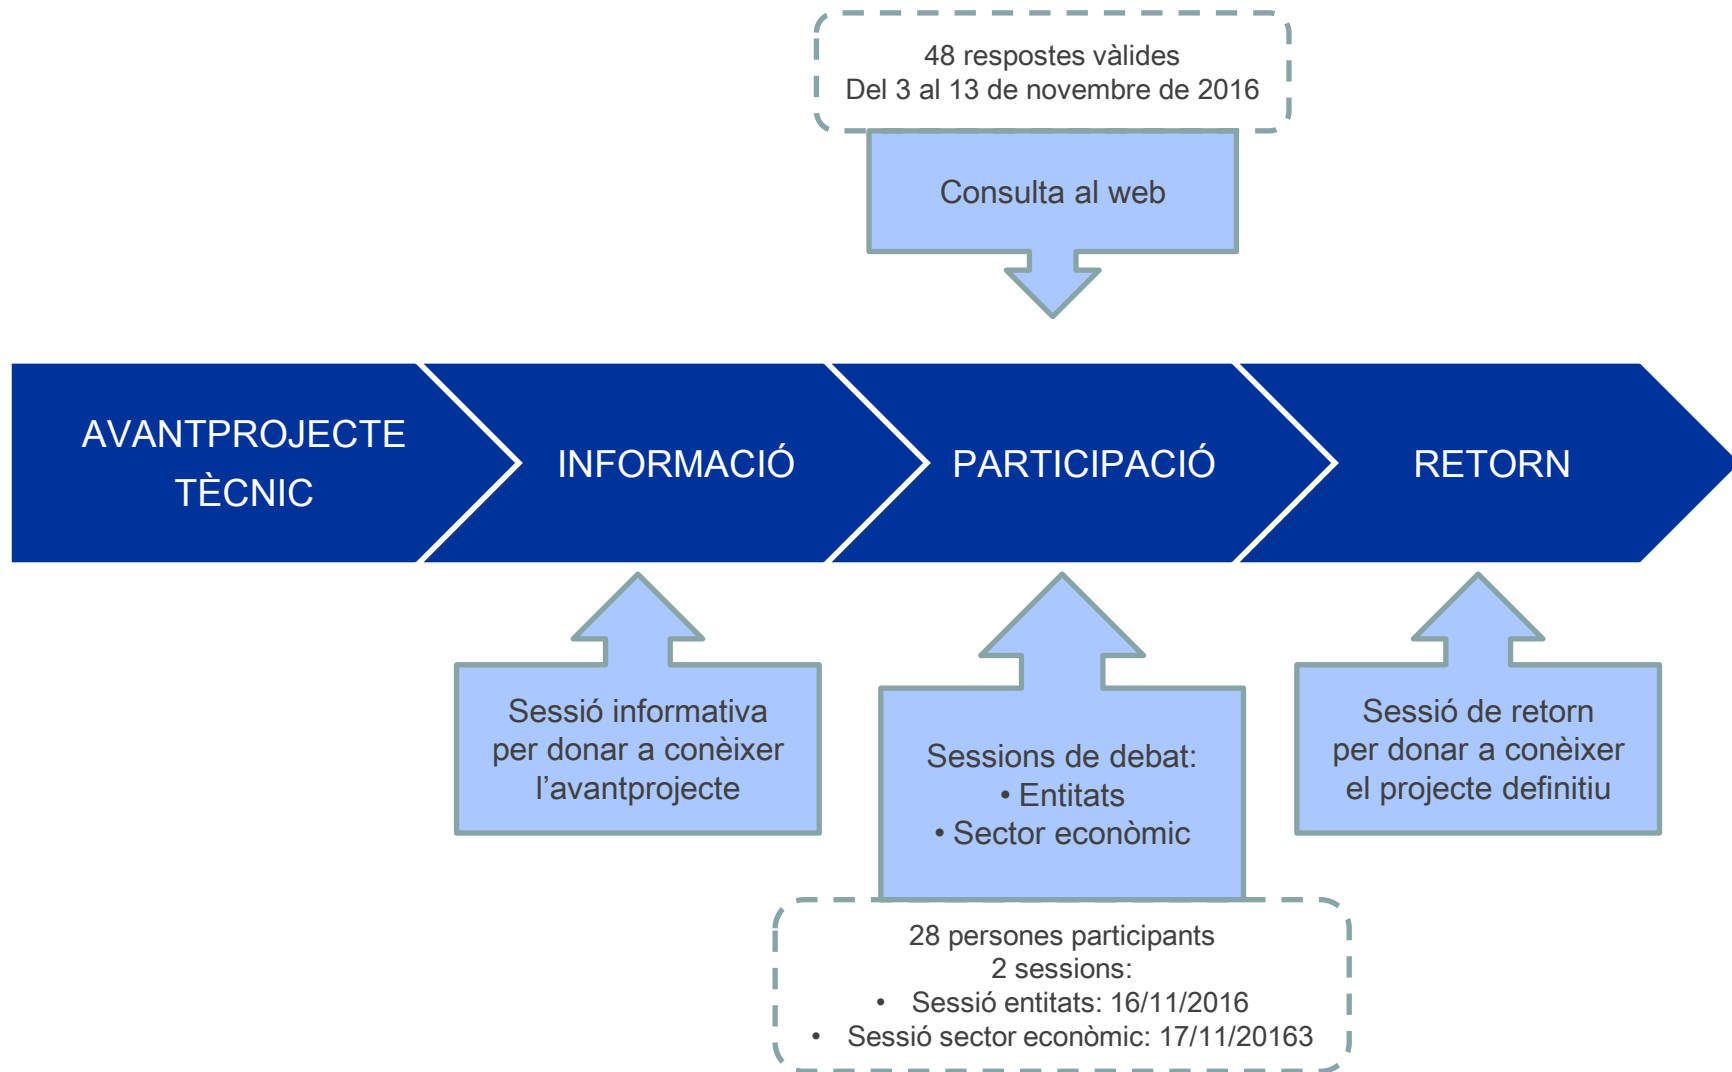 48 respostes vàlides
Del 3 al 13 de novembre de 2016
Consulta al web
AVANTPROJECTE
TÈCNIC
INFORMACIÓ
PARTICIPACIÓ
RETORN
Sessió informativa
per donar a conèixer
l’avantprojecte
Sessions de debat:
• Entitats
• Sector econòmic
Sessió de retorn
per donar a conèixer
el projecte definitiu
28 persones participants
2 sessions:
• Sessió entitats: 16/11/2016
• Sessió sector econòmic: 17/11/20163